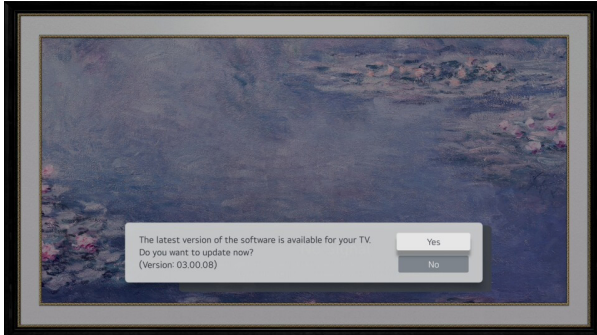 The latest version of the software is available for your TV.
Do you want to update now?
(Version: 03.00.08)
Yes
No